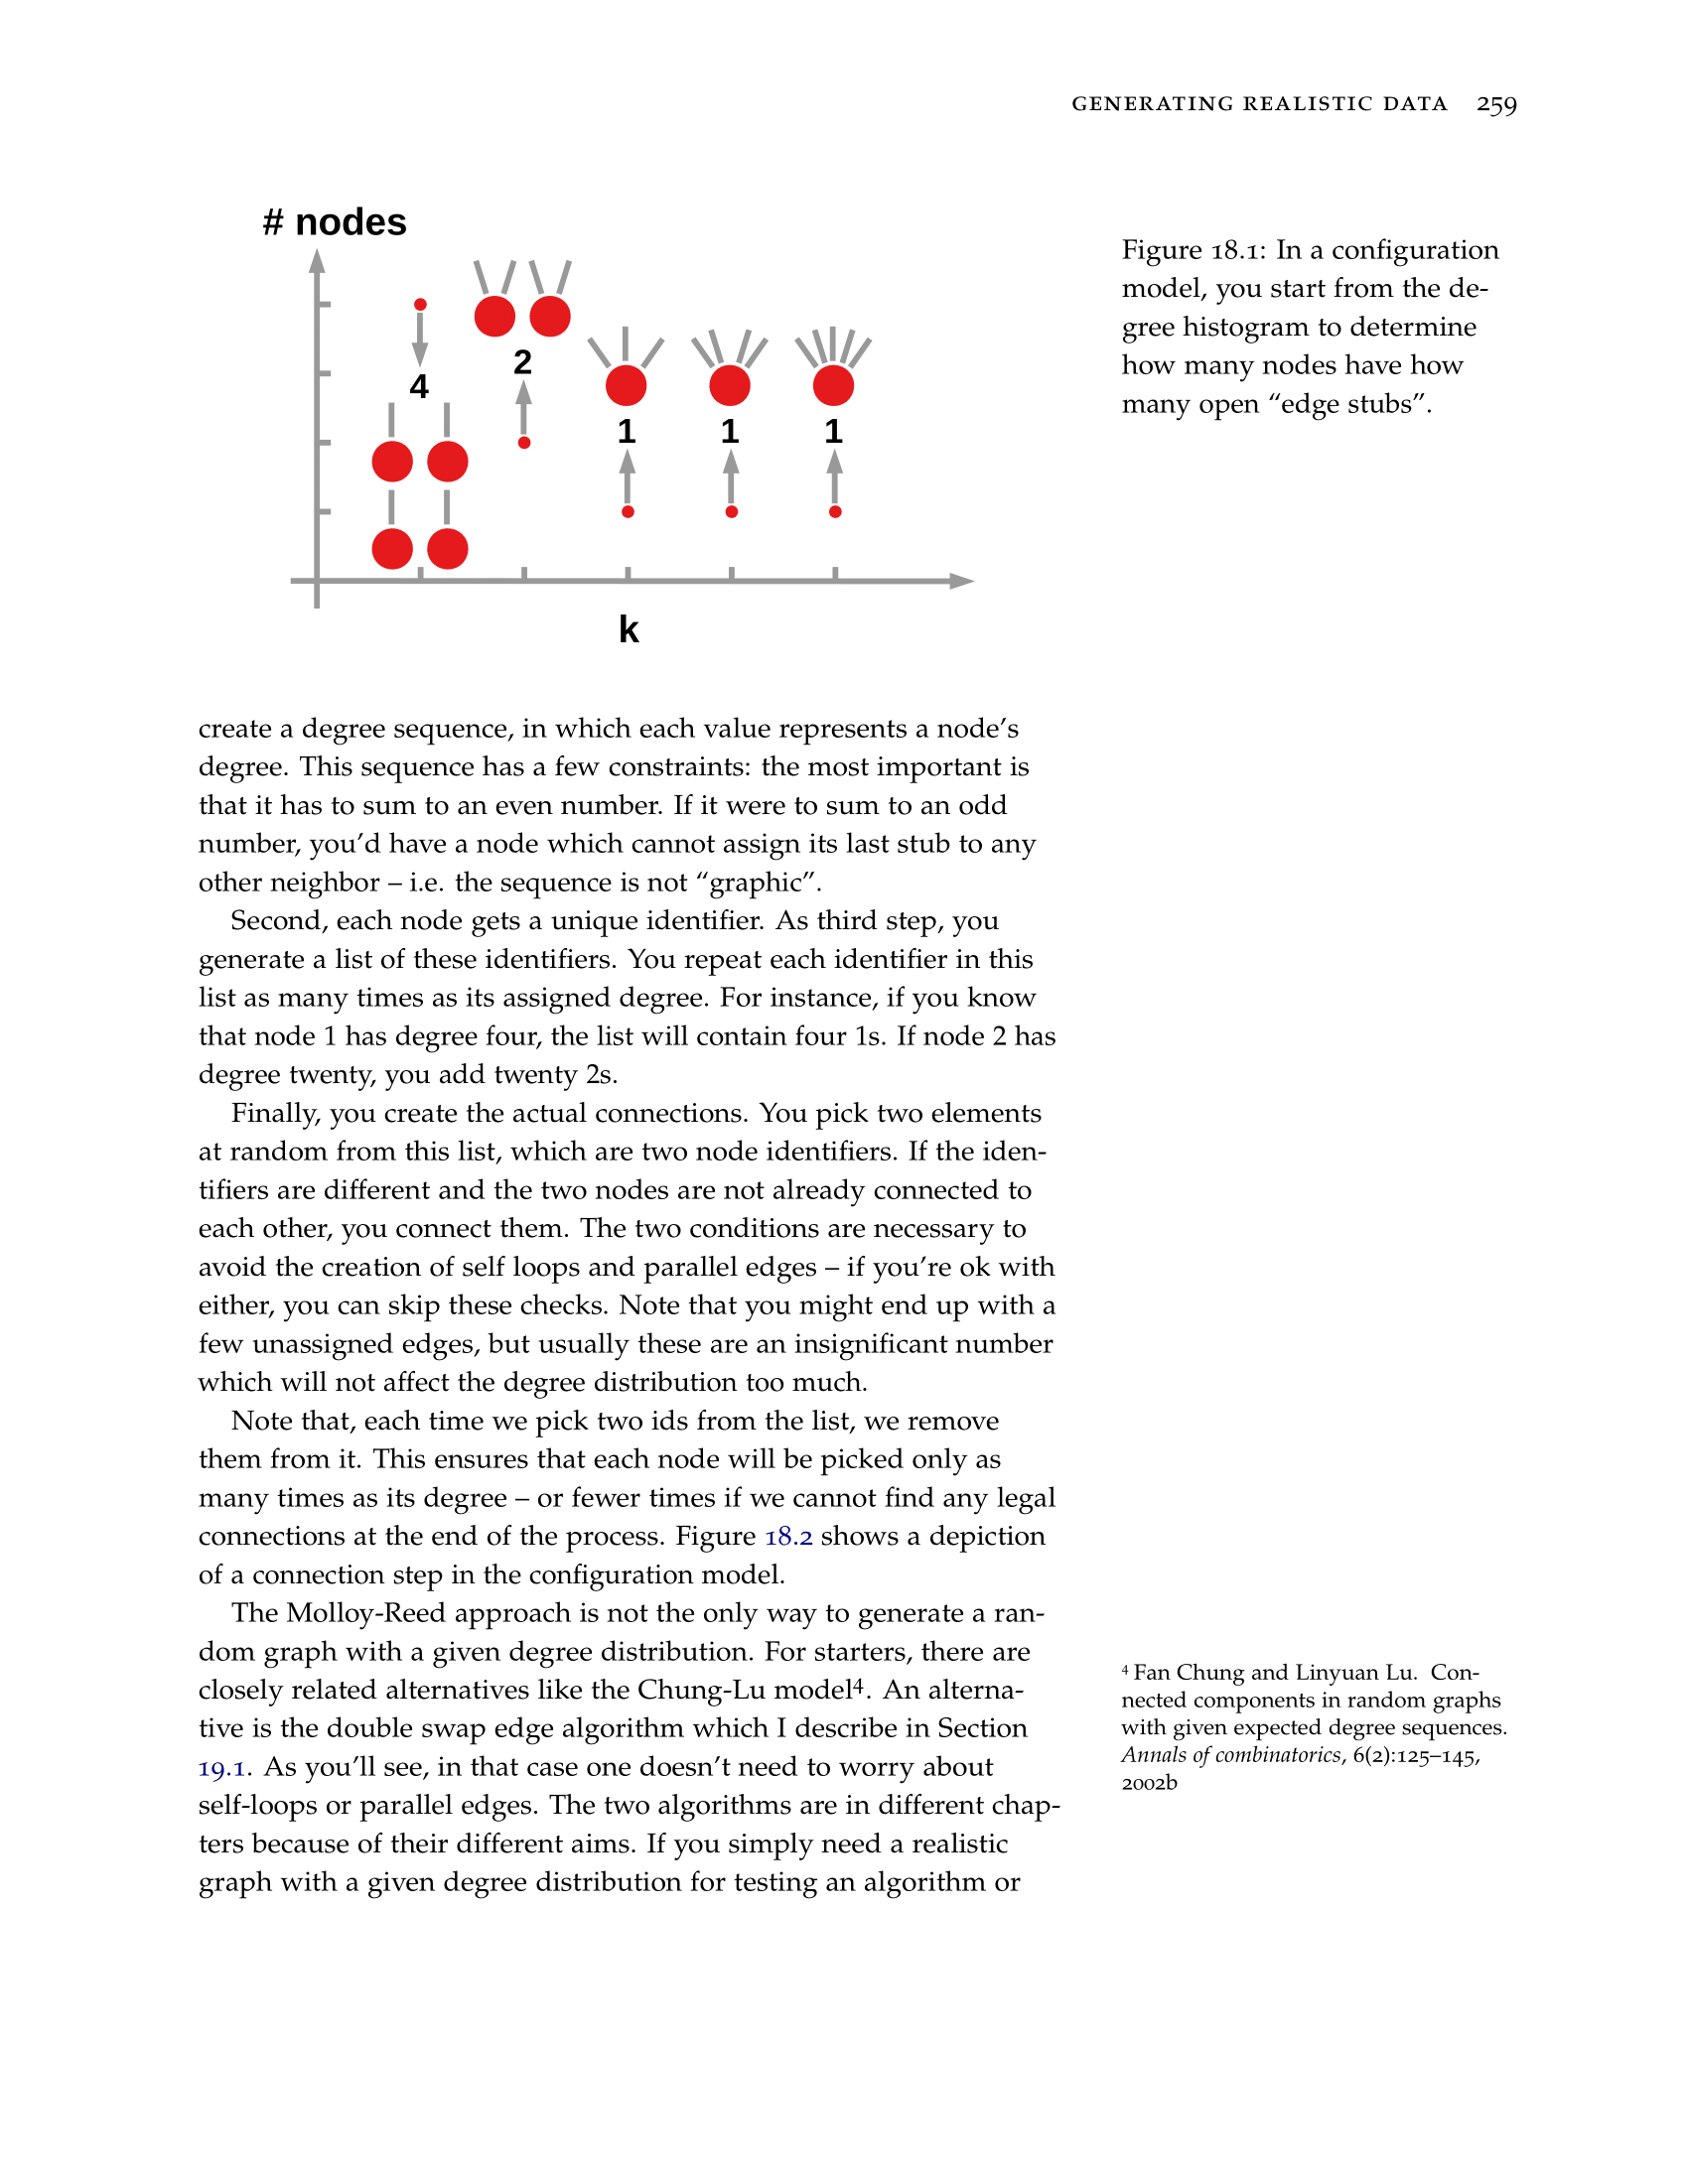 GENERATING REALISTIC DATA 259
# nodes
4
2
1
1
1
k
Figure 18.1: In a configuration
model, you start from the de-
gree histogram to determine
how many nodes have how
many open “edge stubs”.
create a degree sequence, in which each value represents a node’s
degree. This sequence has a few constraints: the most important is
that it has to sum to an even number. If it were to sum to an odd
number, you’d have a node which cannot assign its last stub to any
other neighbor – i.e. the sequence is not “graphic”.
Second, each node gets a unique identifier. As third step, you
generate a list of these identifiers. You repeat each identifier in this
list as many times as its assigned degree. For instance, if you know
that node 1 has degree four, the list will contain four 1s. If node 2 has
degree twenty, you add twenty 2s.
Finally, you create the actual connections. You pick two elements
at random from this list, which are two node identifiers. If the iden-
tifiers are different and the two nodes are not already connected to
each other, you connect them. The two conditions are necessary to
avoid the creation of self loops and parallel edges – if you’re ok with
either, you can skip these checks. Note that you might end up with a
few unassigned edges, but usually these are an insignificant number
which will not affect the degree distribution too much.
Note that, each time we pick two ids from the list, we remove
them from it. This ensures that each node will be picked only as
many times as its degree – or fewer times if we cannot find any legal
connections at the end of the process. Figure 18.2 shows a depiction
of a connection step in the configuration model.
The Molloy-Reed approach is not the only way to generate a ran-
dom graph with a given degree distribution. For starters, there are
closely related alternatives like the Chung-Lu model4. An alterna-
tive is the double swap edge algorithm which I describe in Section
19.1. As you’ll see, in that case one doesn’t need to worry about
self-loops or parallel edges. The two algorithms are in different chap-
ters because of their different aims. If you simply need a realistic
graph with a given degree distribution for testing an algorithm or
4 Fan Chung and Linyuan Lu. Con-
nected components in random graphs
with given expected degree sequences.
Annals of combinatorics, 6(2):125–145,
2002b